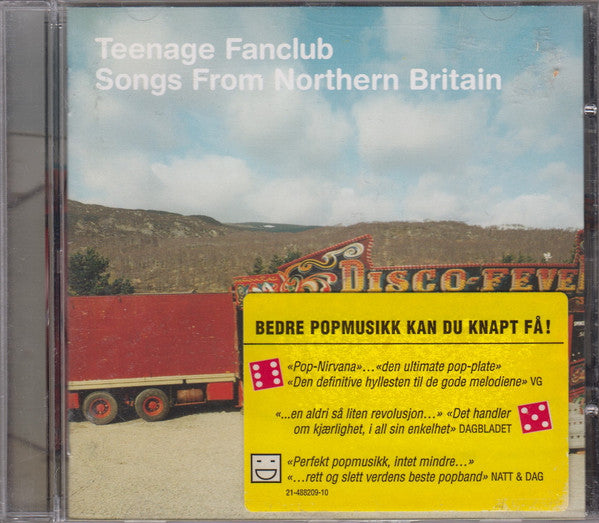 Teenage Fanclub
Songs From Northern Britain
DISCO-FEVE
BEDRE POPMUSIKK KAN DU KNAPT FÅ!
«Pop-Nirvana»...«den ultimate pop-plate»
«Den definitive hyllesten til de gode melodiene» VG
«...en aldri så liten revolusjon...» «Det handler
om kjærlighet, i all sin enkelhet» DAGBLADET
«Perfekt popmusikk, intet mindre...»
«...rett og slett verdens beste popband» NATT & DAG
21-488209-10